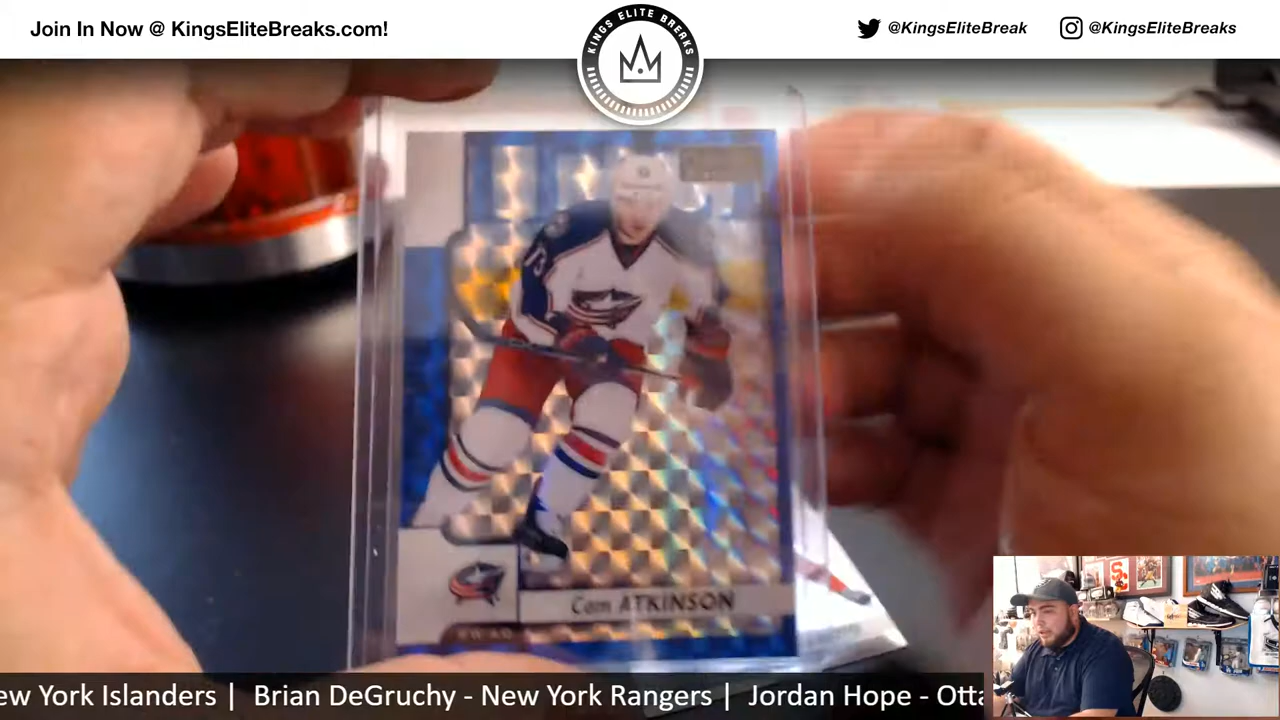 Join In Now @ KingsEliteBreaks.com!
KINGS ELITE BREAKS
@KingsEliteBreak
@KingsEliteBreaks
13
Cam ATKINSON
ew York Islanders | Brian DeGruchy - New York Rangers | Jordan Hope - Otta